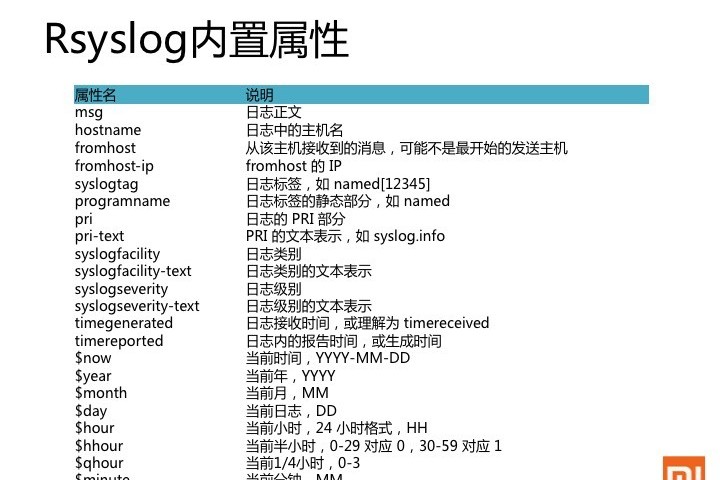 Rsyslog内置属性
属性名 说明
msg 日志正文
hostname 日志中的主机名
fromhost 从该主机接收到的消息，可能不是最开始的发送主机
fromhost-ip fromhost 的 IP
syslogtag 日志标签，如 named[12345]
programname 日志标签的静态部分，如 named
pri 日志的 PRI 部分
pri-text PRI 的文本表示，如 syslog.info
syslogfacility 日志类别
syslogfacility-text 日志类别的文本表示
syslogseverity 日志级别
syslogseverity-text 日志级别的文本表示
timegenerated 日志接收时间，或理解为 timereceived
timereported 日志内的报告时间，或生成时间
$now 当前时间，YYYY-MM-DD
$year 当前年，YYYY
$month 当前月，MM
$day 当前日志，DD
$hour 当前小时，24 小时格式，HH
$hhour 当前半小时，0-29 对应 0，30-59 对应 1
$qhour 当前1/4小时，0-3
$minute 当前分钟，MM